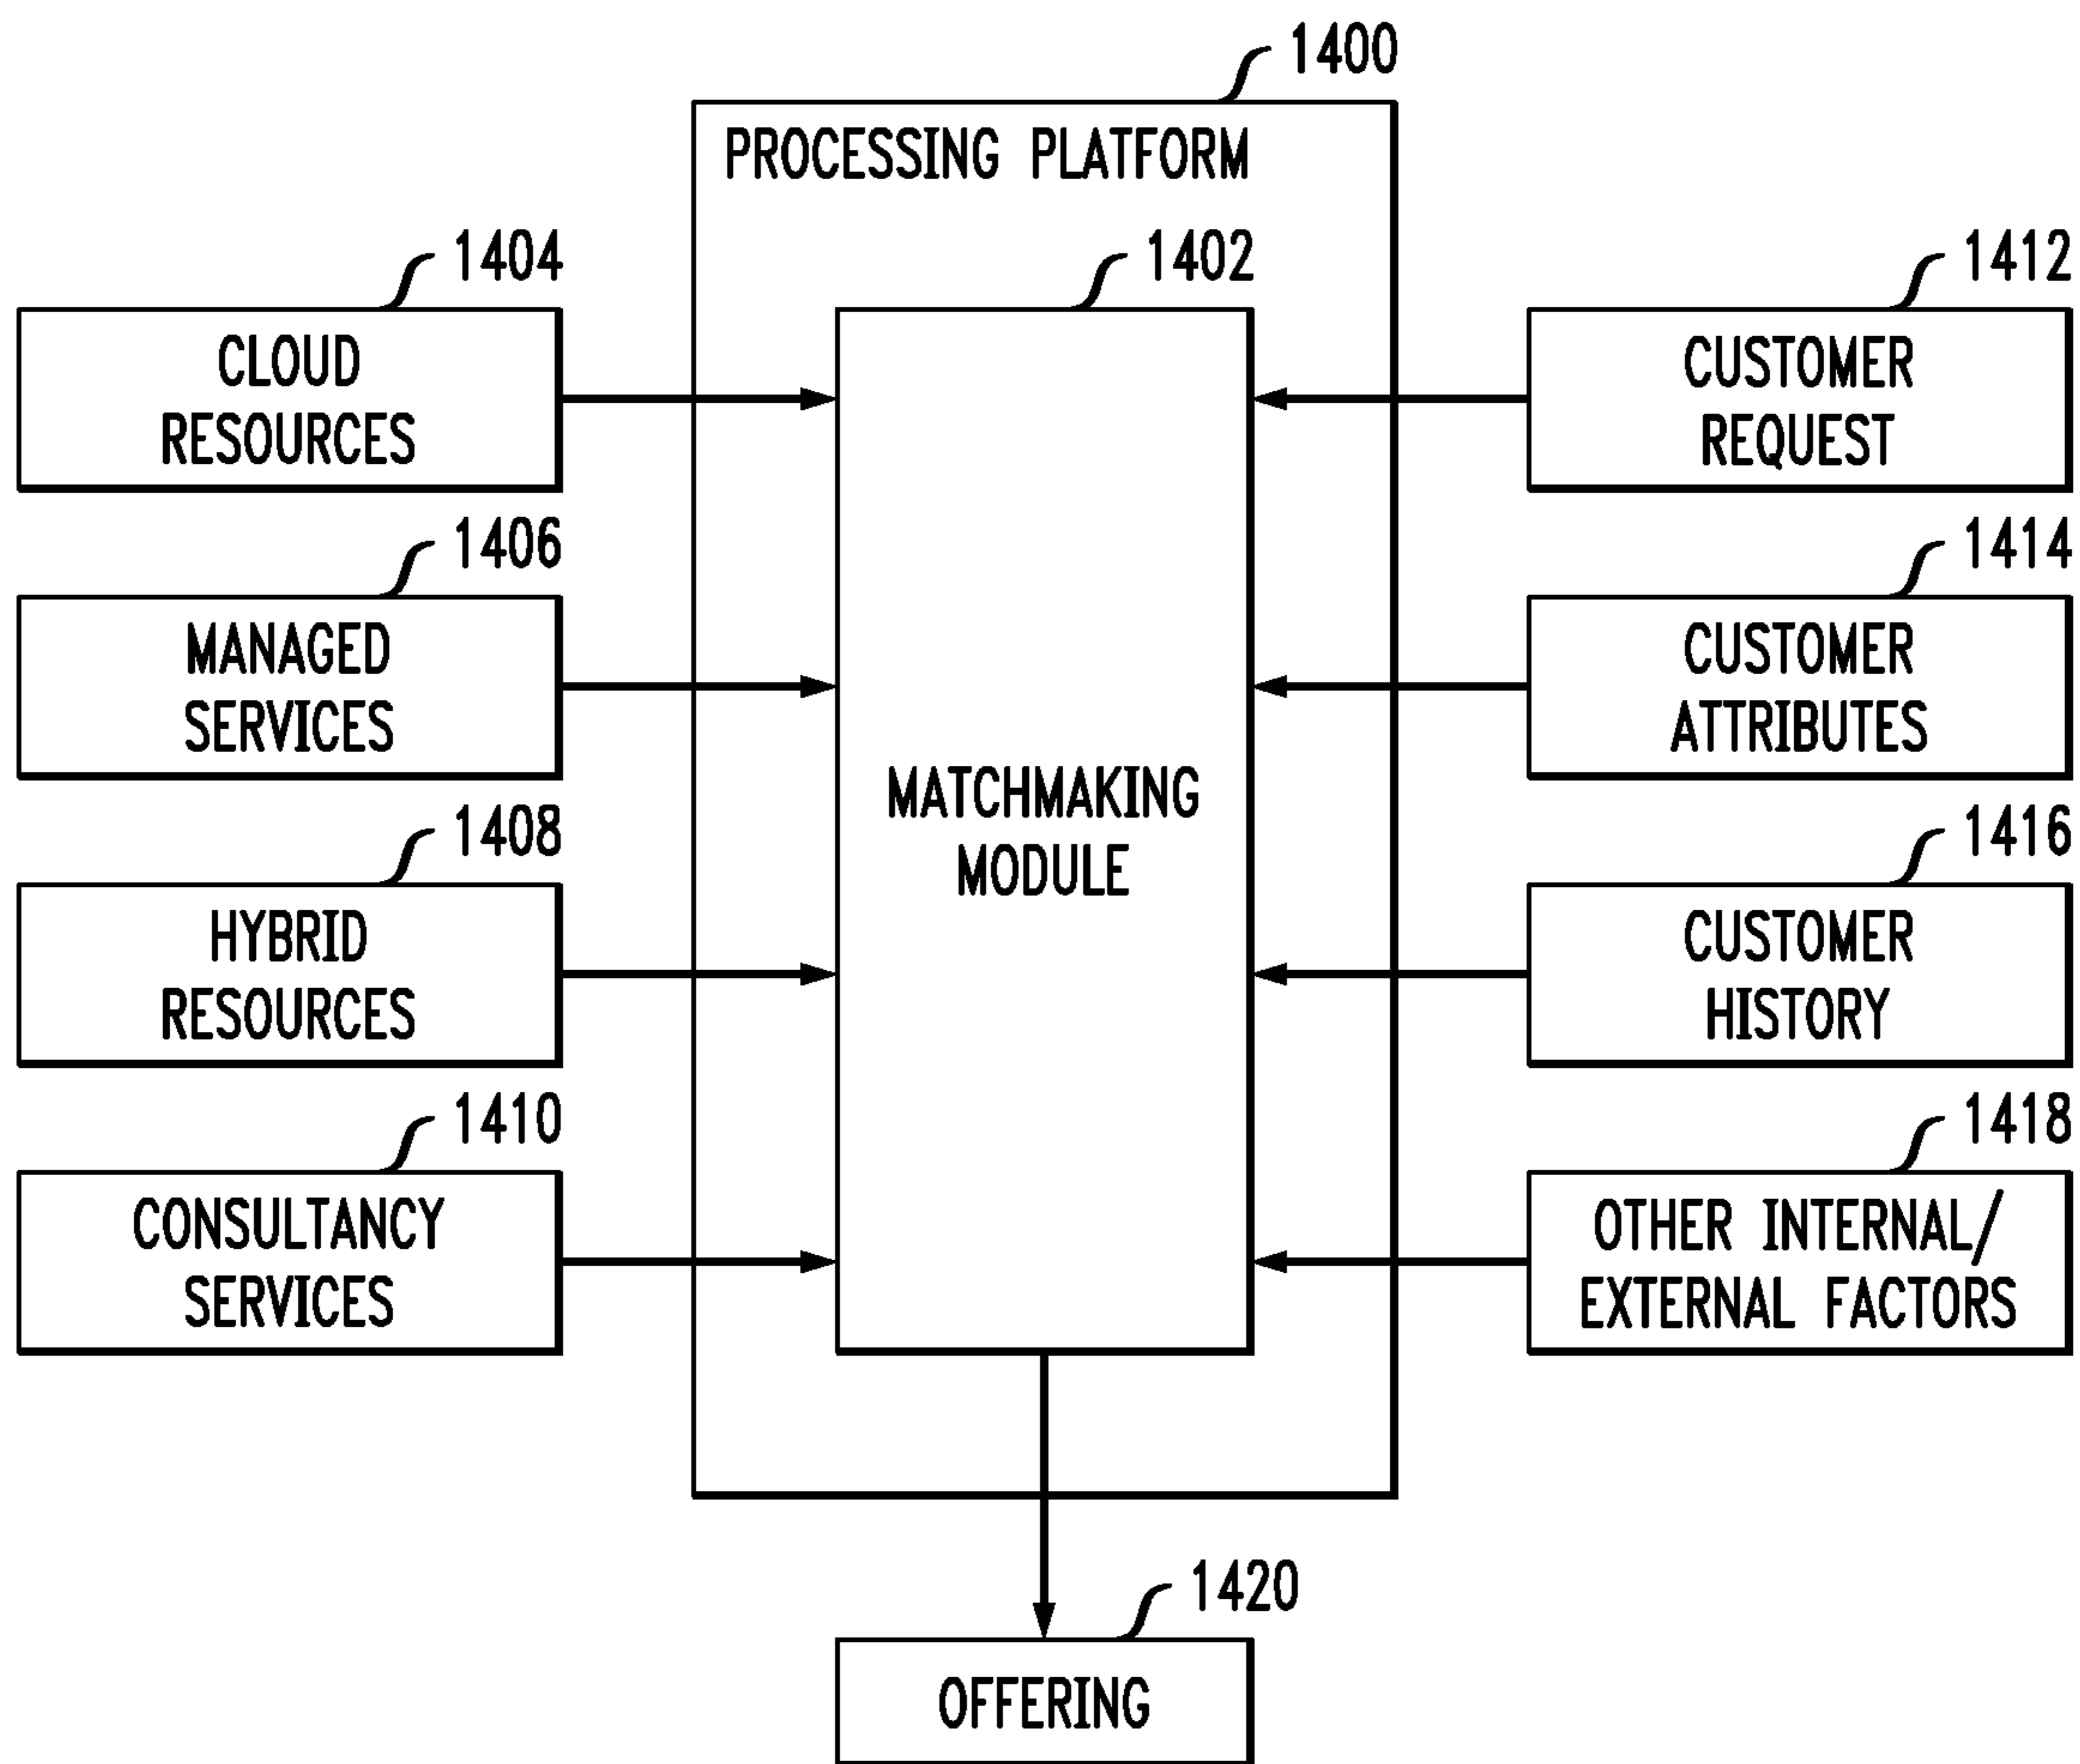 1400
PROCESSING PLATFORM
1404
CLOUD
RESOURCES
1406
MANAGED
SERVICES
1408
HYBRID
RESOURCES
1410
CONSULTANCY
SERVICES
1402
MATCHMAKING
MODULE
1412
CUSTOMER
REQUEST
1414
CUSTOMER
ATTRIBUTES
1416
CUSTOMER
HISTORY
1418
OTHER INTERNAL/
EXTERNAL FACTORS
1420
OFFERING